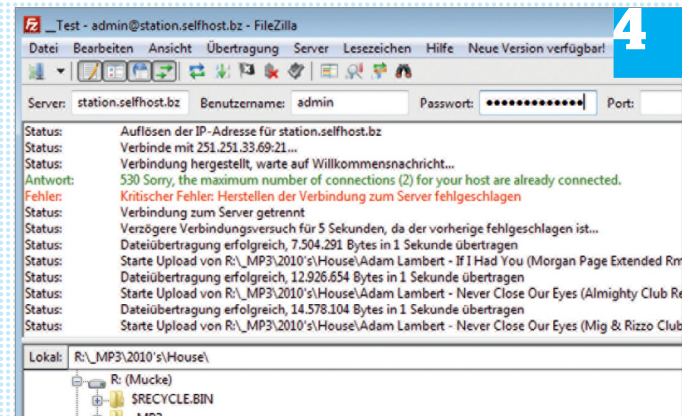 __Test - admin@station.selfhost.bz - FileZilla
4
Datei Bearbeiten Ansicht Übertragung Server Lesezeichen Hilfe Neue Version verfügbar!
Server: station.selfhost.bz Benutzername: admin Passwort: ●●●●●●●●●●●●● Port:
Status: Auflösen der IP-Adresse für station.selfhost.bz
Status: Verbinde mit 251.251.33.69:21...
Status: Verbindung hergestellt, warte auf Willkommensnachricht...
Antwort: 530 Sorry, the maximum number of connections (2) for your host are already connected.
Fehler: Kritischer Fehler: Herstellen der Verbindung zum Server fehlgeschlagen
Status: Verbindung zum Server getrennt
Status: Verzögere Verbindungsversuch für 5 Sekunden, da der vorherige fehlgeschlagen ist...
Status: Dateiübertragung erfolgreich, 7.504.291 Bytes in 1 Sekunde übertragen
Status: Starte Upload von R:\_MP3\2010's\House\Adam Lambert - If I Had You (Morgan Page Extended Rm
Status: Dateiübertragung erfolgreich, 12.926.654 Bytes in 1 Sekunde übertragen
Status: Starte Upload von R:\_MP3\2010's\House\Adam Lambert - Never Close Our Eyes (Almighty Club Re
Status: Dateiübertragung erfolgreich, 14.578.104 Bytes in 1 Sekunde übertragen
Status: Starte Upload von R:\_MP3\2010's\House\Adam Lambert - Never Close Our Eyes (Mig & Rizzo Club
Lokal: R:\_MP3\2010's\House\
R: (Mucke)
$RECYCLE.BIN